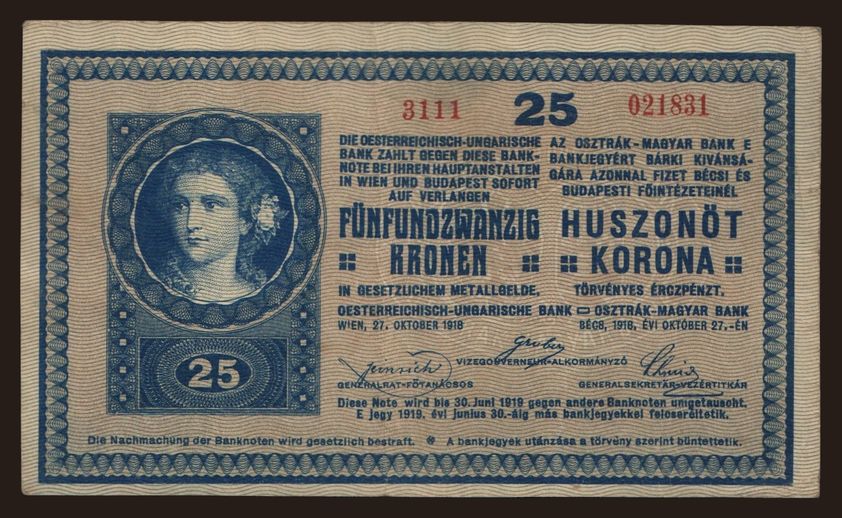 3111 25 021831
DIE OESTERREICHISCH-UNGARISCHE
BANK ZAHLT GEGEN DIESE BANK-
NOTE BEI IHREN HAUPTANSTALTEN
IN WIEN UND BUDAPEST SOFORT
AUF VERLANGEN
FÜNFUNDZWANZIG
KRONEN
IN GESETZLICHEM METALLGELDE.
OESTERREICHISCH-UNGARISCHE BANK
WIEN, 27. OKTOBER 1918
AZ OSZTRÁK-MAGYAR BANK E
BANKJEGYÉRT BÁRKI KIVÁNSÁ-
GÁRA AZONNAL FIZET BÉCSI ÉS
BUDAPESTI FŐINTÉZETEINÉL
HUSZONÖT
KORONA
TÖRVÉNYES ÉRCZPÉNZT.
OSZTRÁK-MAGYAR BANK
BÉCS, 1918, ÉVI OKTÓBER 27.-ÉN
Gruber
VIZEGOUVERNEUR-ALKORMÁNYZÓ
GENERALRAT-FŐTANÁCSOS
GENERALSEKRETÄR-VEZÉRTITKÁR
Diese Note wird bis 30. Juni 1919 gegen andere Banknoten umgetauscht.
E jegy 1919. évi junius 30.-áig más bankjegyekkel felcseréltetik.
25
Die Nachmachung der Banknoten wird gesetzlich bestraft. * A bankjegyek utánzása a törvény szerint büntettetik.